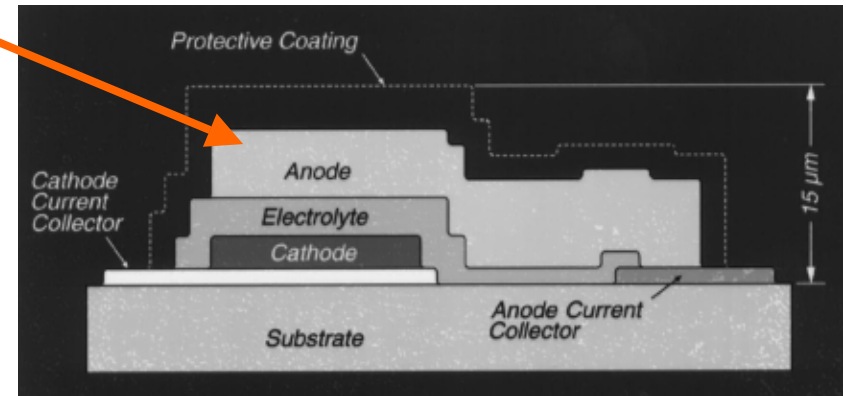 Protective Coating
Anode
Cathode
Current
Collector
Electrolyte
Cathode
15 μm
Anode Current
Collector
Substrate